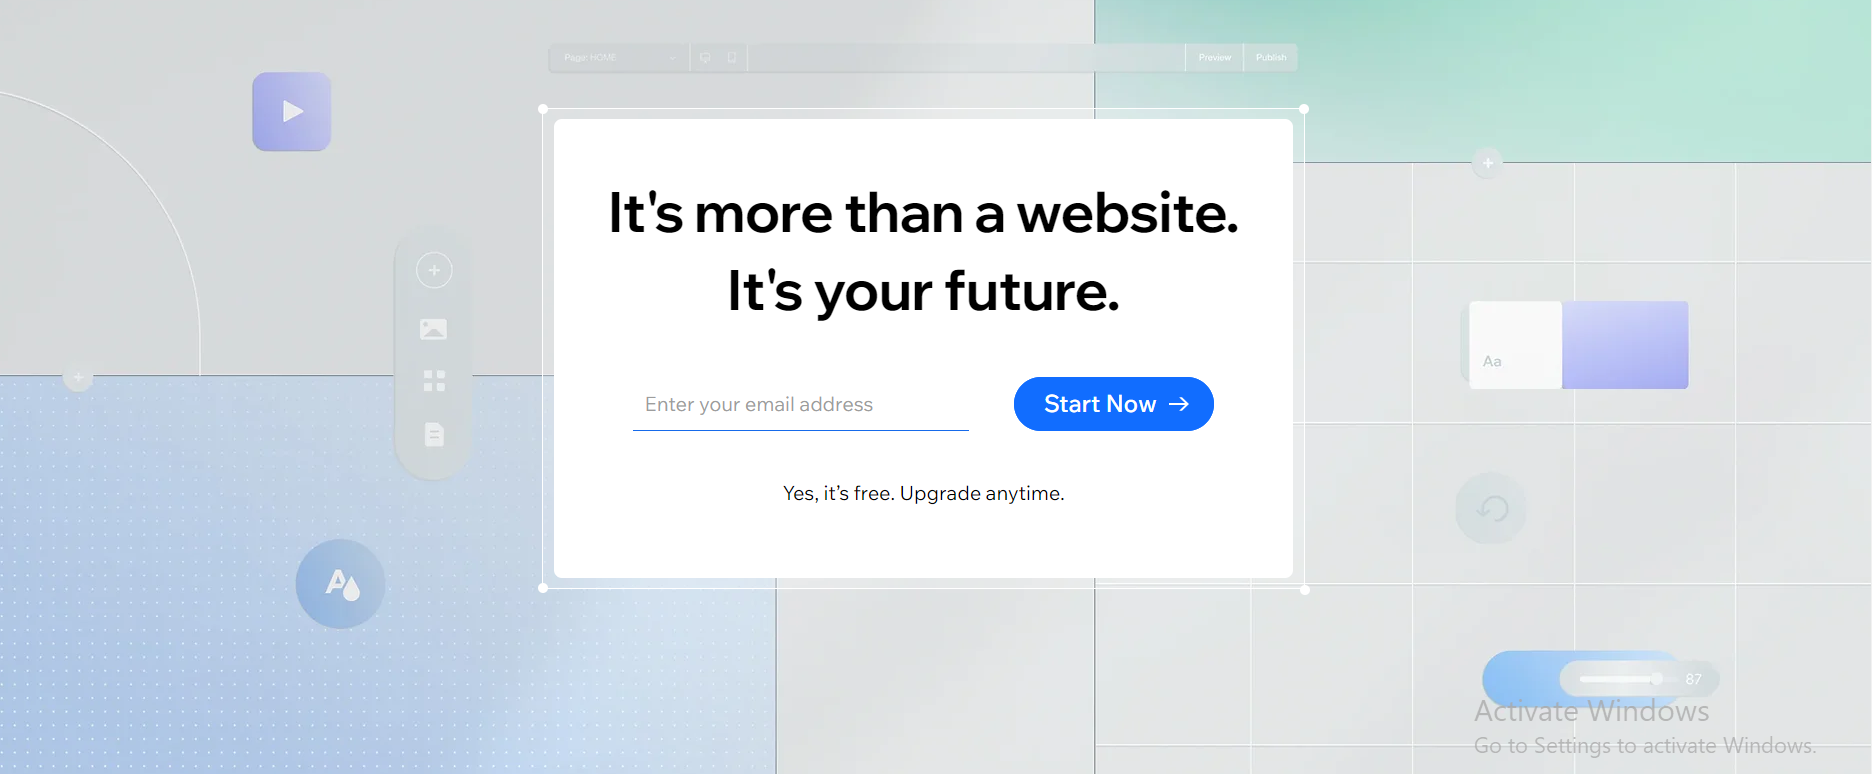 Page: HOME
Preview
Publish
It's more than a website.
It's your future.
Enter your email address
Start Now
Yes, it’s free. Upgrade anytime.
Aa
A
87
Activate Windows
Go to Settings to activate Windows.